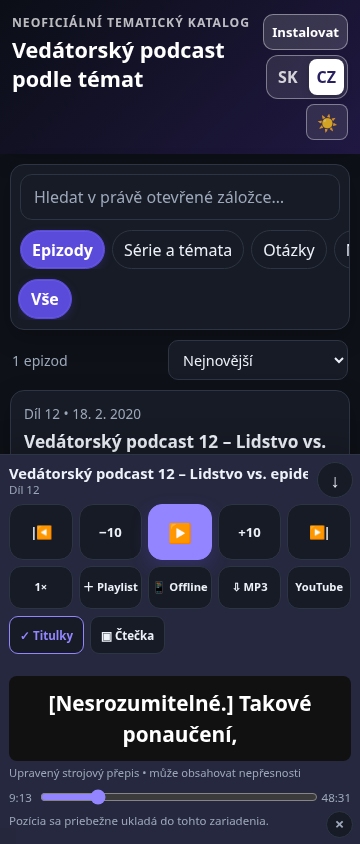 NEOFICIÁLNÍ TEMATICKÝ KATALOG
Vedátorský podcast
podle témat
Instalovat
SK CZ
Hledat v právě otevřené záložce…
Epizody Série a témata Otázky
Vše
1 epizod Nejnovější
Díl 12 • 18. 2. 2020
Vedátorský podcast 12 – Lidstvo vs.
Vedátorský podcast 12 – Lidstvo vs. epide
Díl 12
↓
−10 +10
1× + Playlist Offline ⇩ MP3 YouTube
✓ Titulky ▣ Čtečka
[Nesrozumitelné.] Takové
ponaučení,
Upravený strojový přepis • může obsahovat nepřesnosti
9:13 48:31
Pozícia sa priebežne ukladá do tohto zariadenia. ×